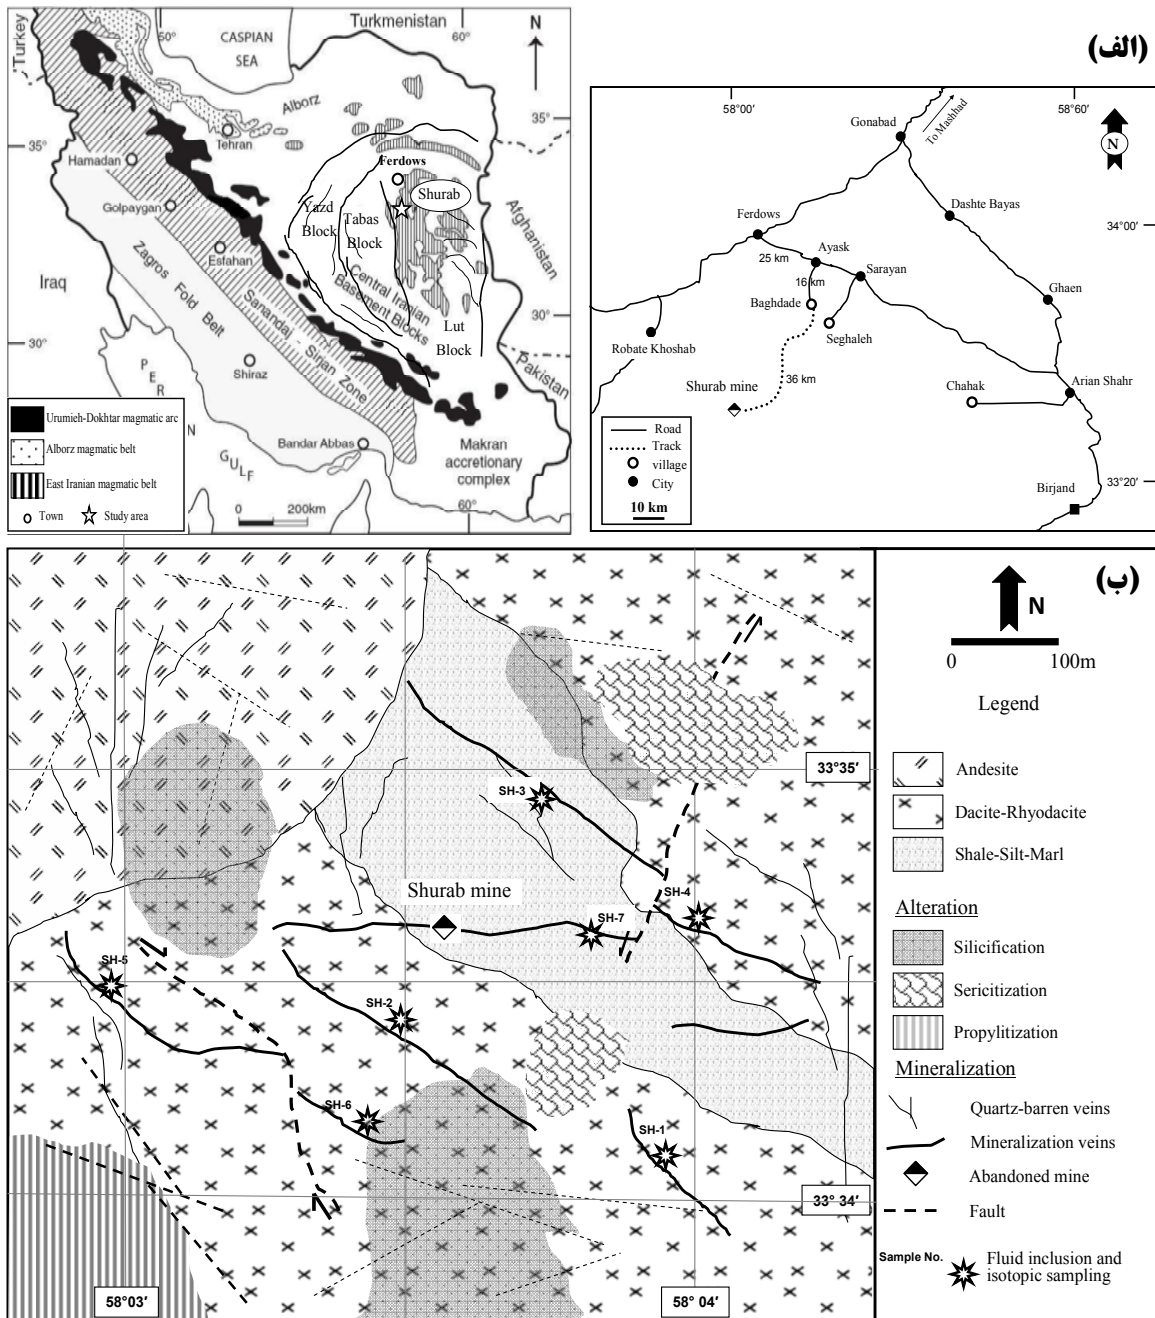 Turkey
50°
CASPIAN
SEA
Turkmenistan
60°
N
Alborz
35°
35°
Tehran
Hamadan
Ferdows
Golpaygan
Shurab
Yazd
Block
Tabas
Block
Afghanistan
Esfahan
Iraq
Zagros Fold Belt
Sanandaj - Sirjan Zone
Central Iranian
Basement Blocks
Lut
Block
30°
30°
Shiraz
Pakistan
PER
N
GULF
Bandar Abbas
Makran
accretionary
complex
Urumieh-Dokhtar magmatic arc
Alborz magmatic belt
East Iranian magmatic belt
Town
Study area
0
200km
60°
(الف)
58°00′
58°60′
Gonabad
To Mashhad
N
Dashte Bayas
34°00′
Ferdows
25 km
Ayask
Sarayan
16 km
Baghdade
Seghaleh
Ghaen
Robate Khoshab
36 km
Shurab mine
Chahak
Arian Shahr
Road
Track
village
City
10 km
33°20′
Birjand
(ب)
N
0
100m
Legend
33°35′
Andesite
Dacite-Rhyodacite
Shale-Silt-Marl
SH-3
Shurab mine
SH-4
SH-7
Alteration
Silicification
SH-5
SH-2
Sericitization
Propylitization
Mineralization
SH-6
SH-1
Quartz-barren veins
Mineralization veins
Abandoned mine
33° 34′
Fault
Sample No.
Fluid inclusion and
isotopic sampling
58°03′
58° 04′